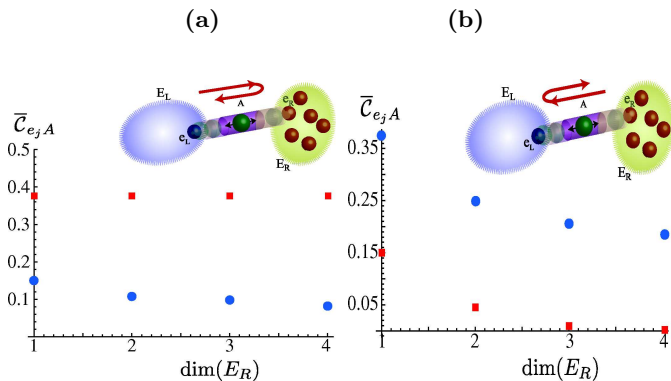 (a)
E_L
A
e_R
e_L
E_R
C̅_{e_j A}
0.5
0.4
0.3
0.2
0.1
1
2
3
4
dim(E_R)
(b)
E_L
A
e_R
e_L
E_R
C̅_{e_j A}
0.35
0.25
0.15
0.05
1
2
3
4
dim(E_R)